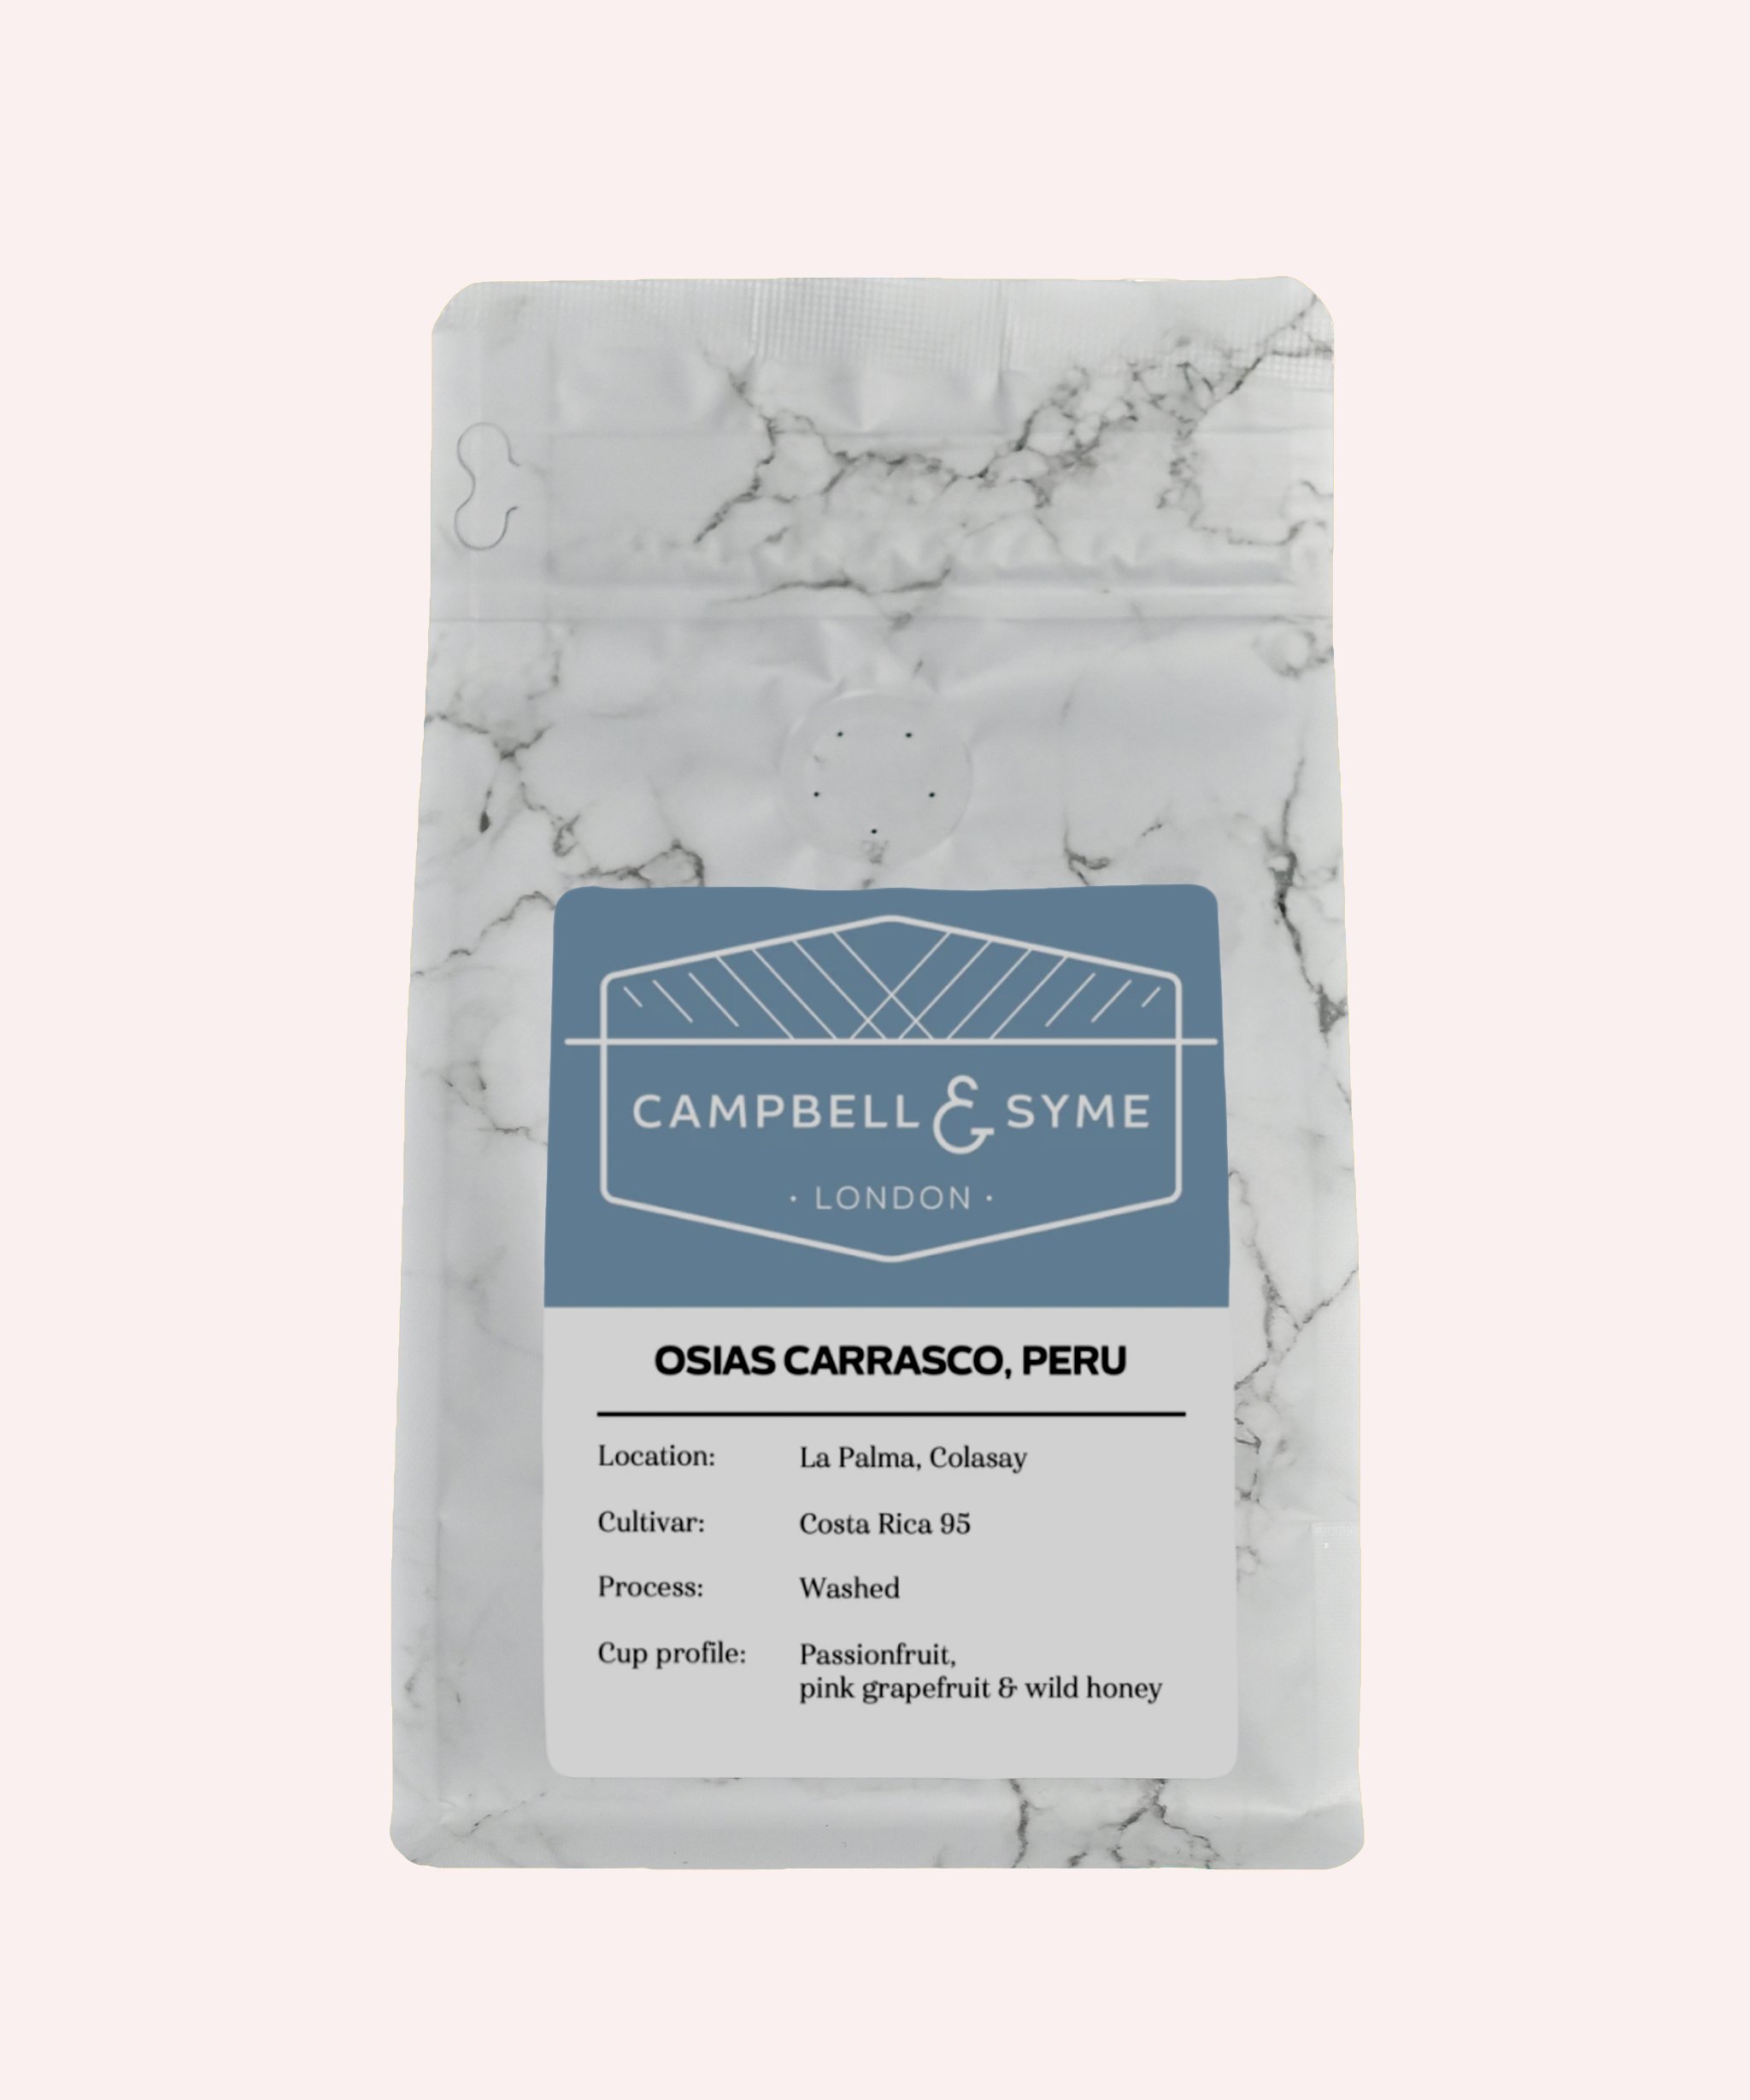 CAMPBELL & SYME
· LONDON ·
OSIAS CARRASCO, PERU
Location: La Palma, Colasay
Cultivar: Costa Rica 95
Process: Washed
Cup profile: Passionfruit,
pink grapefruit & wild honey